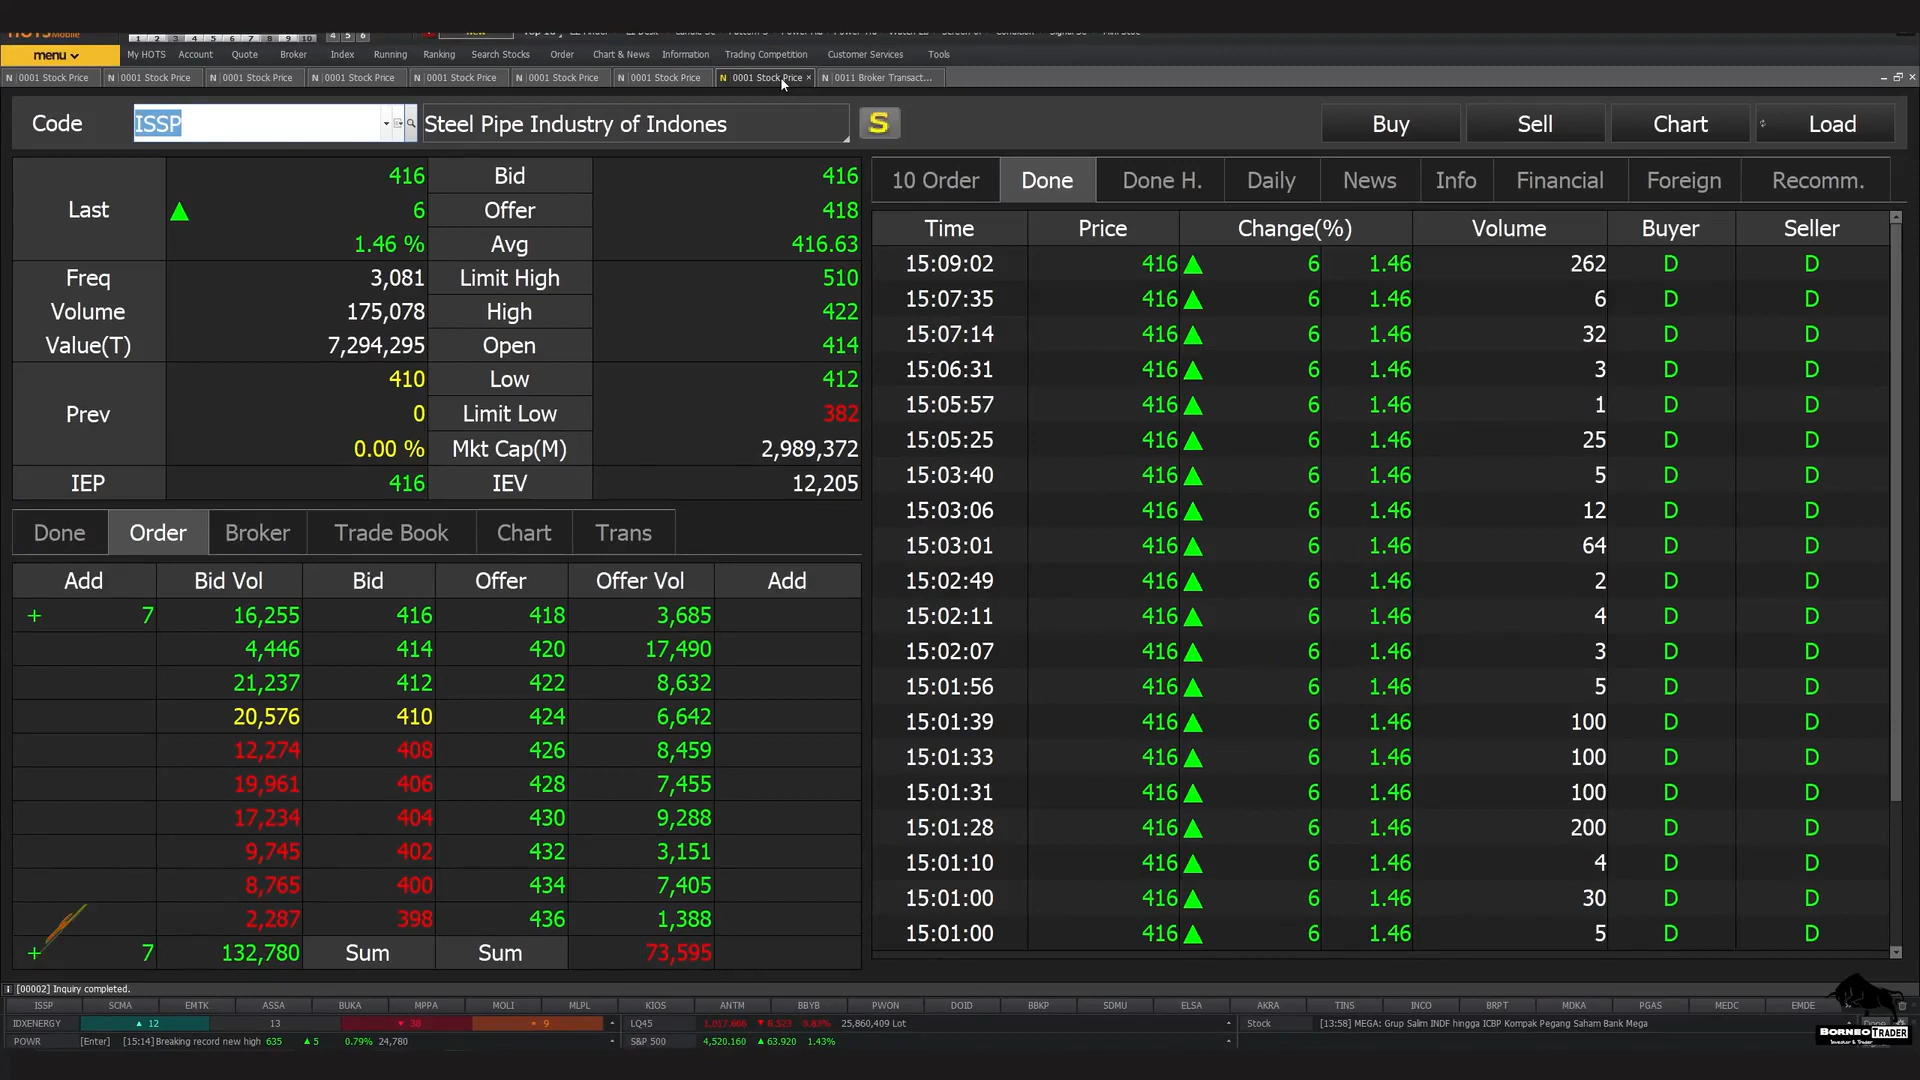 HOTSMobile
1 2 3 4 5 6 7 8 9 10 4 5 6
menu My HOTS Account Quote Broker Index Running Ranking Search Stocks Order Chart & News Information Trading Competition Customer Services Tools
N 0001 Stock Price N 0001 Stock Price N 0001 Stock Price N 0001 Stock Price N 0001 Stock Price N 0001 Stock Price N 0001 Stock Price N 0001 Stock Price × N 0011 Broker Transact...
Code ISSP Steel Pipe Industry of Indones S Buy Sell Chart Load
Last 416 Bid 416
▲ 6 Offer 418
1.46 % Avg 416.63
Freq 3,081 Limit High 510
Volume 175,078 High 422
Value(T) 7,294,295 Open 414
Prev 410 Low 412
0 Limit Low 382
0.00 % Mkt Cap(M) 2,989,372
IEP 416 IEV 12,205
Done Order Broker Trade Book Chart Trans
Add Bid Vol Bid Offer Offer Vol Add
+ 7 16,255 416 418 3,685
4,446 414 420 17,490
21,237 412 422 8,632
20,576 410 424 6,642
12,274 408 426 8,459
19,961 406 428 7,455
17,234 404 430 9,288
9,745 402 432 3,151
8,765 400 434 7,405
2,287 398 436 1,388
+ 7 132,780 Sum Sum 73,595
10 Order Done Done H. Daily News Info Financial Foreign Recomm.
Time Price Change(%) Volume Buyer Seller
15:09:02 416 ▲ 6 1.46 262 D D
15:07:35 416 ▲ 6 1.46 6 D D
15:07:14 416 ▲ 6 1.46 32 D D
15:06:31 416 ▲ 6 1.46 3 D D
15:05:57 416 ▲ 6 1.46 1 D D
15:05:25 416 ▲ 6 1.46 25 D D
15:03:40 416 ▲ 6 1.46 5 D D
15:03:06 416 ▲ 6 1.46 12 D D
15:03:01 416 ▲ 6 1.46 64 D D
15:02:49 416 ▲ 6 1.46 2 D D
15:02:11 416 ▲ 6 1.46 4 D D
15:02:07 416 ▲ 6 1.46 3 D D
15:01:56 416 ▲ 6 1.46 5 D D
15:01:39 416 ▲ 6 1.46 100 D D
15:01:33 416 ▲ 6 1.46 100 D D
15:01:31 416 ▲ 6 1.46 100 D D
15:01:28 416 ▲ 6 1.46 200 D D
15:01:10 416 ▲ 6 1.46 4 D D
15:01:00 416 ▲ 6 1.46 30 D D
15:01:00 416 ▲ 6 1.46 5 D D
[00002] Inquiry completed.
ISSP SCMA EMTK ASSA BUKA MPPA MOLI MLPL KIOS ANTM BBYB PWON DOID BBKP SDMU ELSA AKRA TINS INCO BRPT MDKA PGAS MEDC EMDE
IDXENERGY ▲ 12 13 ▼ 38 9 LQ45 ▼ 25,860,409 Lot Stock [13:58] MEGA: Grup Salim INDF hingga ICBP Kompak Pegang Saham Bank Mega
POWR [Enter] [15:14] Breaking record new high 635 ▲ 5 0.79% 24,780 S&P 500 4,520.160 ▲ 63.920 1.43%
BORNEO TRADER
Investor & Trader